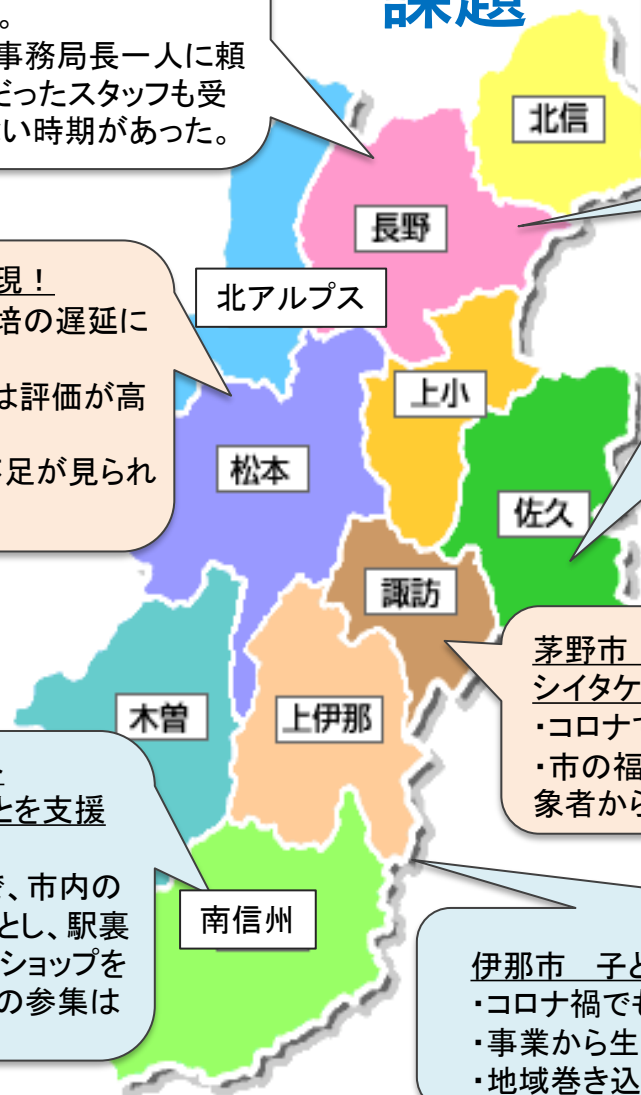 課題
。
事務局長一人に頼
だったスタッフも受
い時期があった。
北信
長野
北アルプス
現！
培の遅延に
は評価が高
足が見られ
上小
松本
佐久
諏訪
茅野市
シイタケ
・コロナ
・市の福
象者から
木曽
上伊那
とを支援
、市内の
とし、駅裏
ショップを
の参集は
南信州
伊那市　子ど
・コロナ禍でも
・事業から生
・地域巻き込